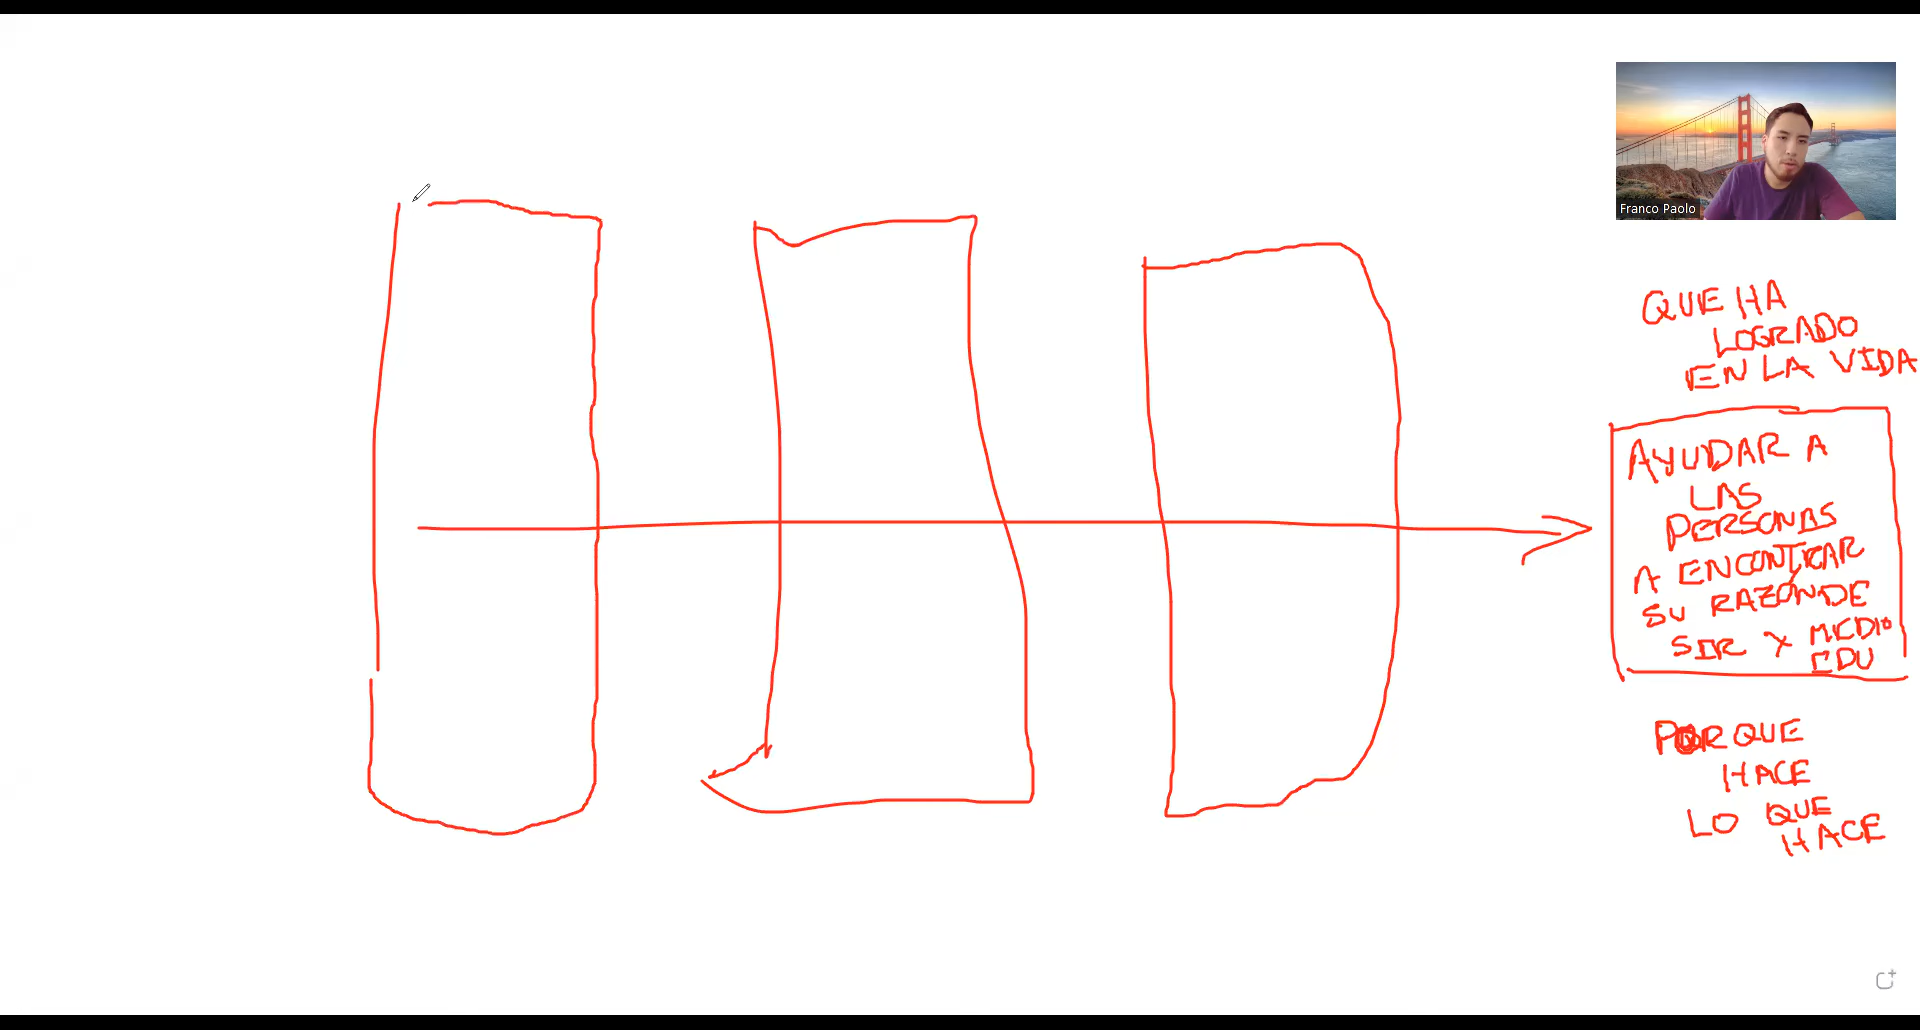 Franco Paolo
QUE HA
LOGRADO
EN LA VIDA
AYUDAR A
LAS
PERSONAS
A ENCONTRAR
SU RAZÓN DE
SER X MEDIO
EDU
PORQUE
HACE
LO QUE
HACE